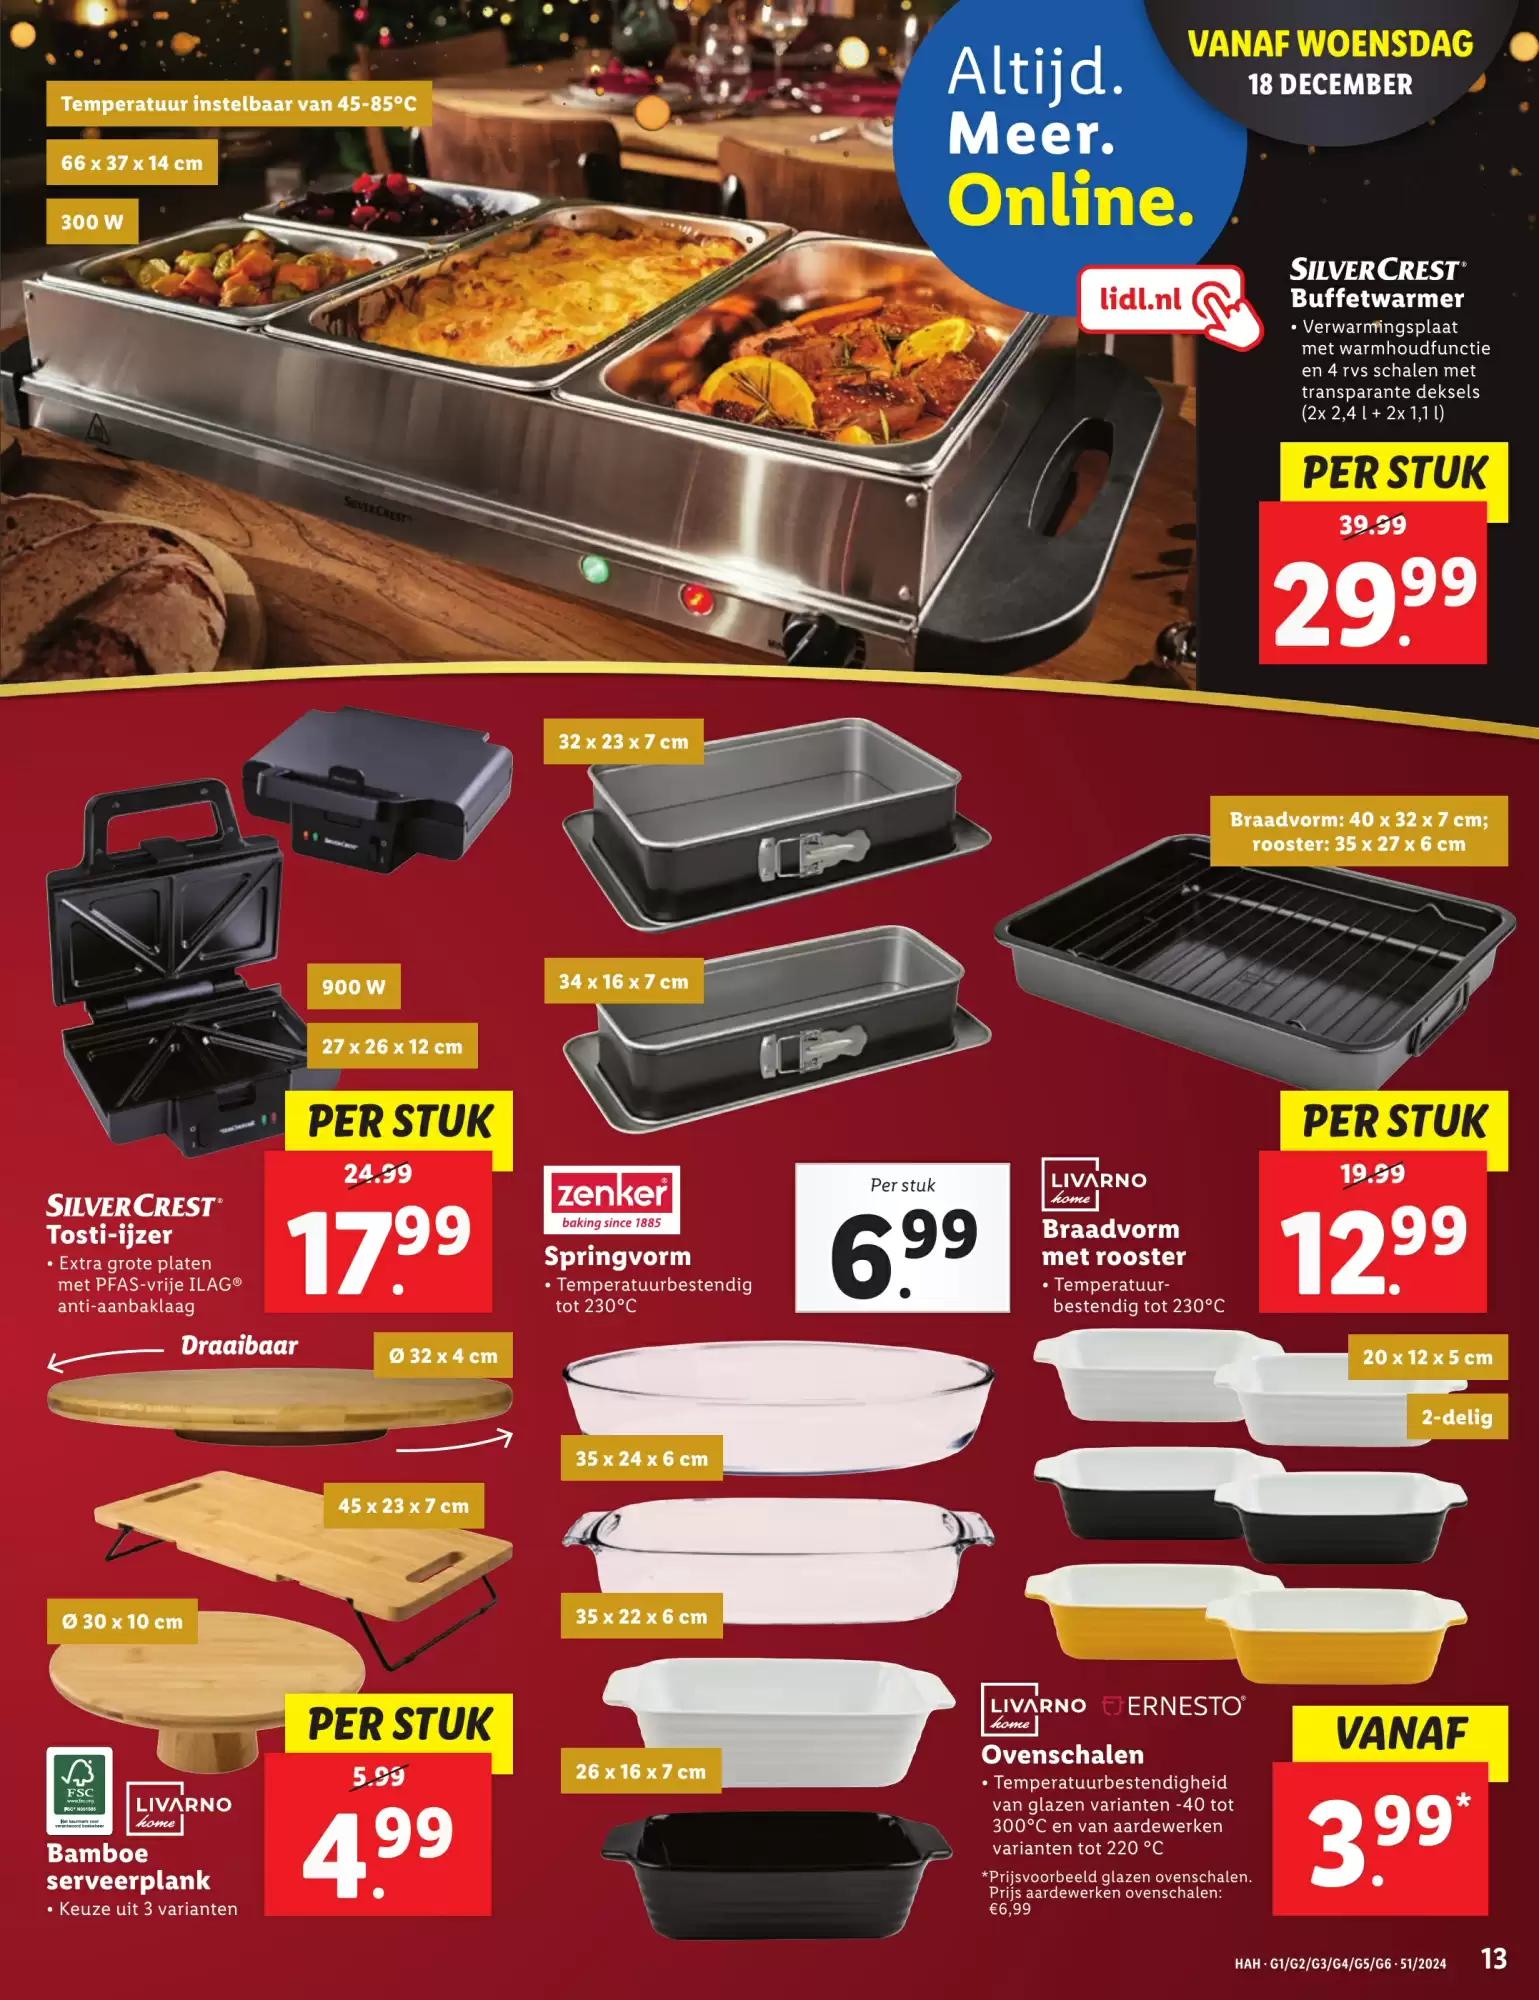 VANAF WOENSDAG
18 DECEMBER
Altijd.
Meer.
Online.
lidl.nl
Temperatuur instelbaar van 45-85°C
66 x 37 x 14 cm
300 W
SILVERCREST
SILVERCREST®
Buffetwarmer
• Verwarmingsplaat
met warmhoudfunctie
en 4 rvs schalen met
transparante deksels
(2x 2,4 l + 2x 1,1 l)
PER STUK
39.99
29.99
900 W
27 x 26 x 12 cm
SILVERCREST®
Tosti-ijzer
• Extra grote platen
met PFAS-vrije ILAG®
anti-aanbaklaag
PER STUK
24.99
17.99
32 x 23 x 7 cm
34 x 16 x 7 cm
zenker®
baking since 1885
Springvorm
• Temperatuurbestendig
tot 230°C
Per stuk
6.99
Braadvorm: 40 x 32 x 7 cm;
rooster: 35 x 27 x 6 cm
LIVARNO
home
Braadvorm
met rooster
• Temperatuur-
bestendig tot 230°C
PER STUK
19.99
12.99
Draaibaar
Ø 32 x 4 cm
45 x 23 x 7 cm
Ø 30 x 10 cm
FSC
LIVARNO
home
Bamboe
serveerplank
• Keuze uit 3 varianten
PER STUK
5.99
4.99
35 x 24 x 6 cm
35 x 22 x 6 cm
26 x 16 x 7 cm
20 x 12 x 5 cm
2-delig
LIVARNO
home
ERNESTO®
Ovenschalen
• Temperatuurbestendigheid
van glazen varianten -40 tot
300°C en van aardewerken
varianten tot 220 °C
*Prijsvoorbeeld glazen ovenschalen.
Prijs aardewerken ovenschalen:
€6,99
VANAF
3.99*
HAH · G1/G2/G3/G4/G5/G6 · 51/2024
13